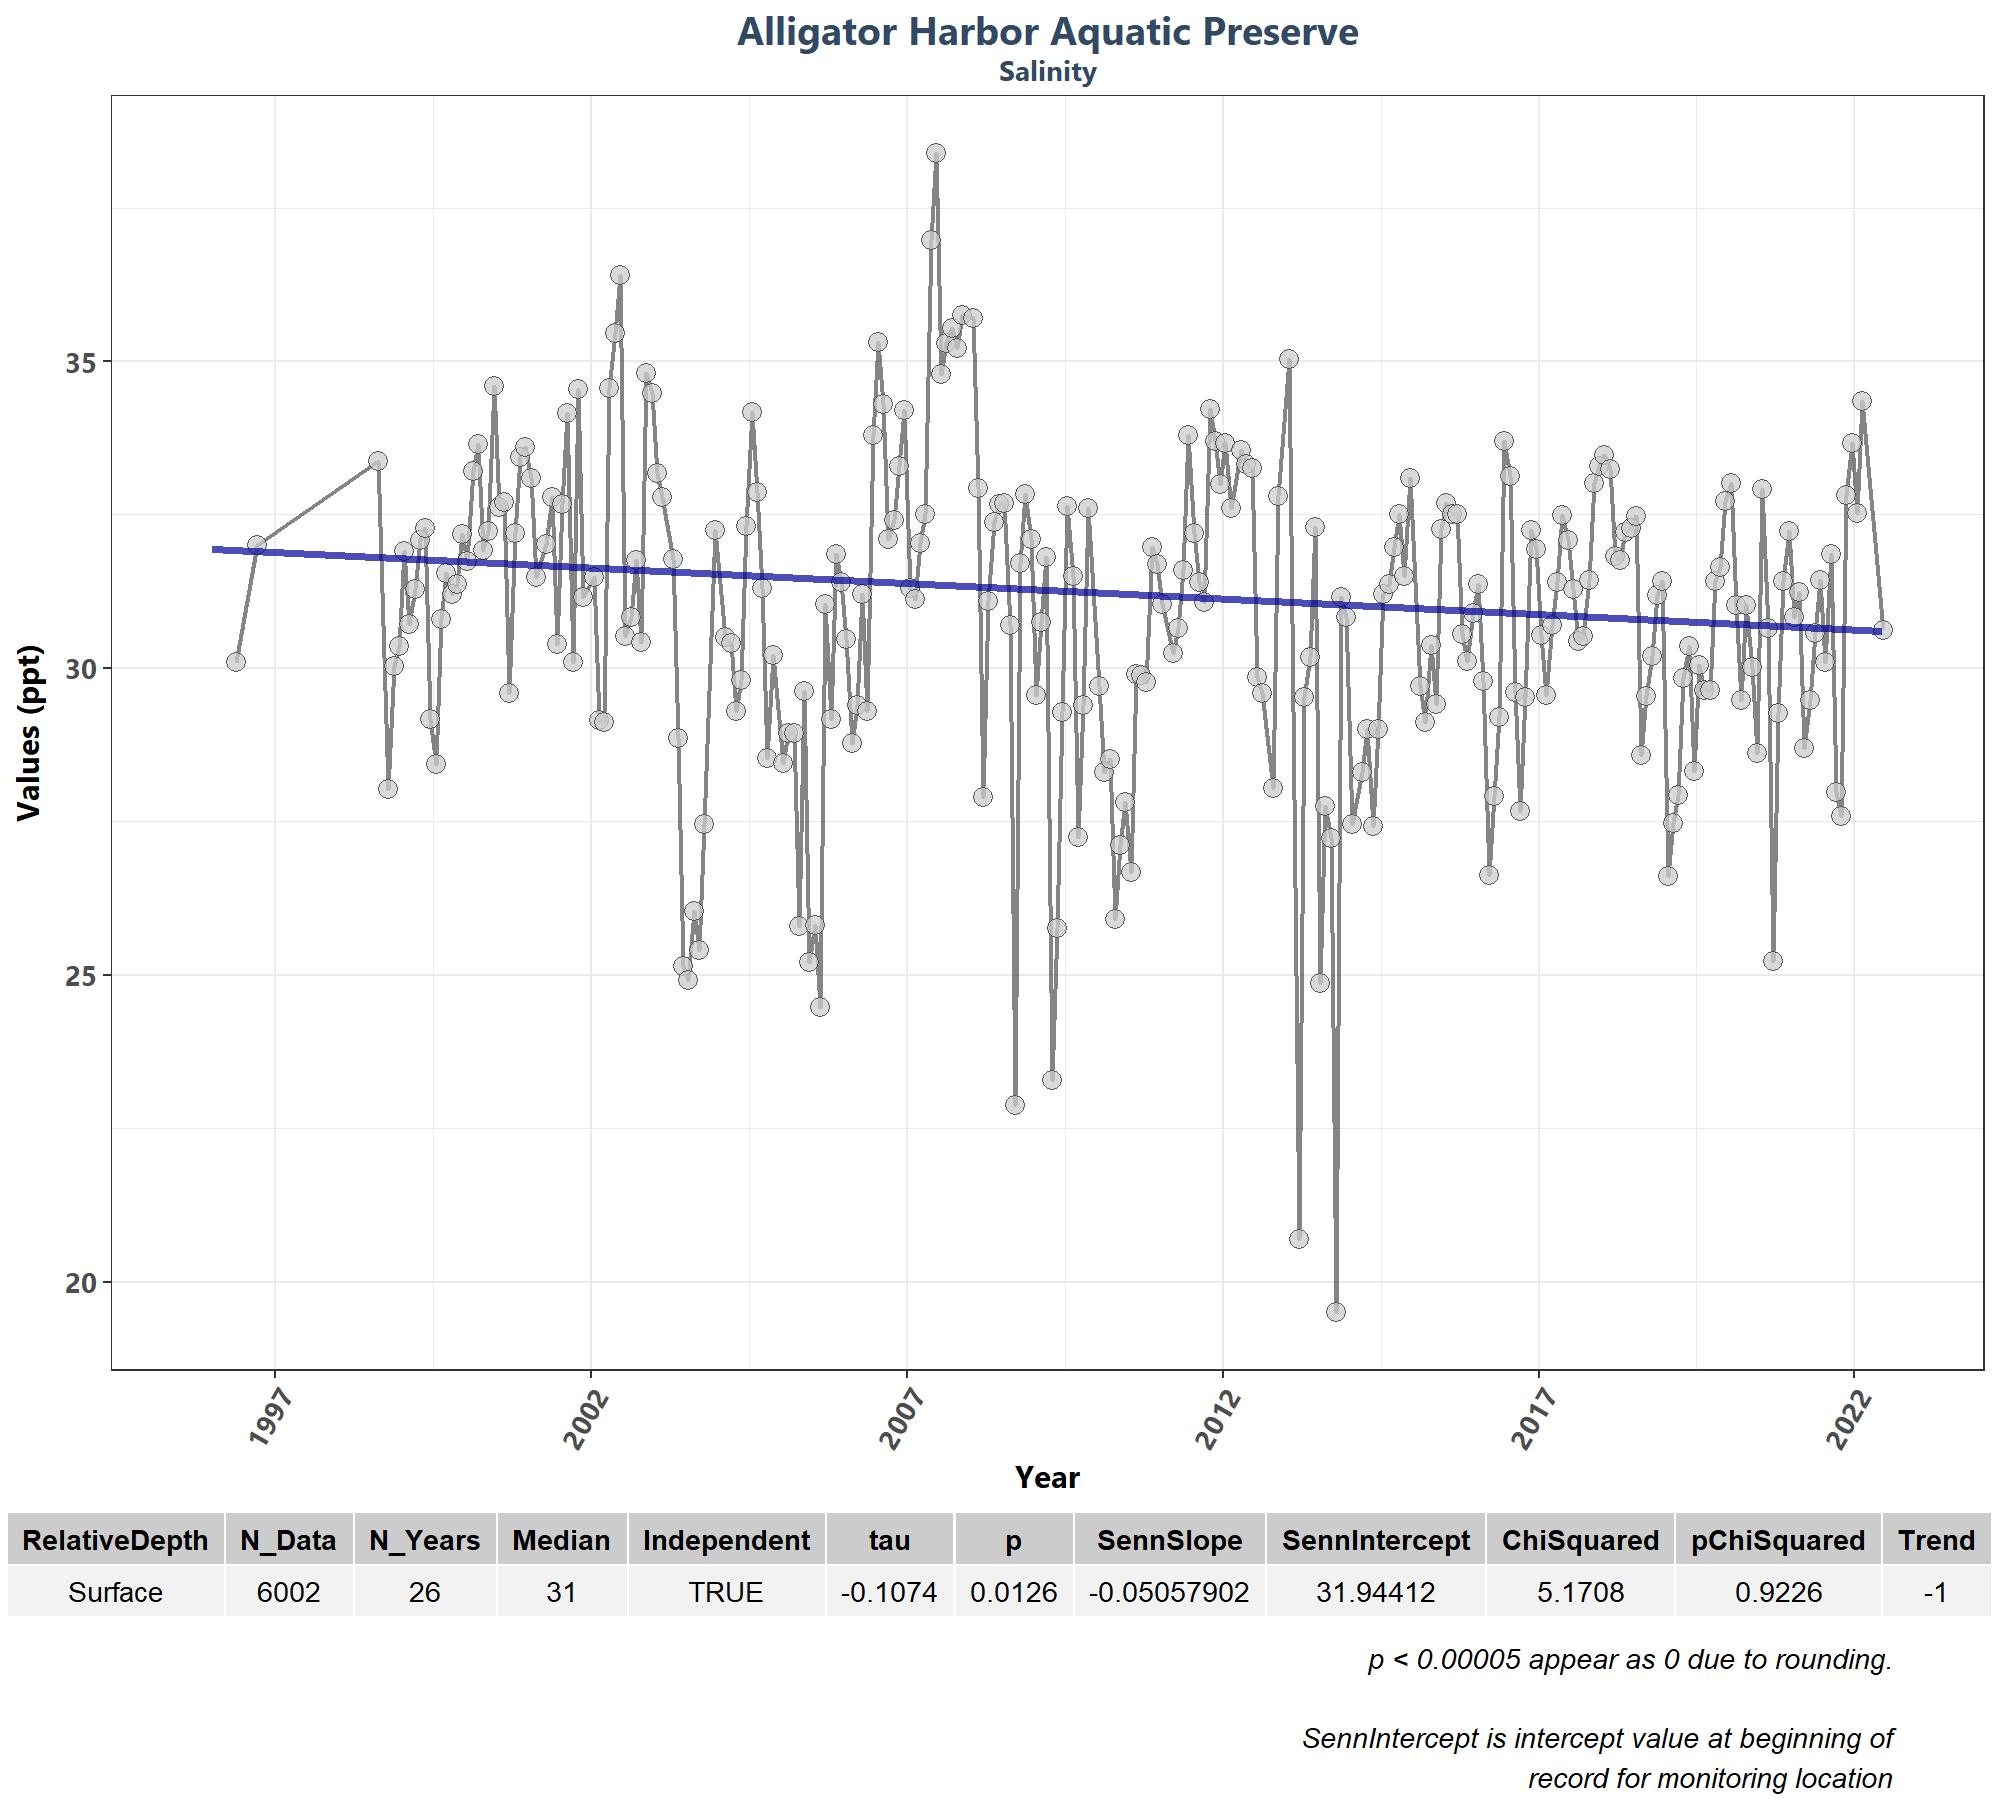 Alligator Harbor Aquatic Preserve
Salinity
Values (ppt)
35
30
25
20
1997
2002
2007
2012
2017
2022
Year
RelativeDepth N_Data N_Years Median Independent tau p SennSlope SennIntercept ChiSquared pChiSquared Trend
Surface 6002 26 31 TRUE -0.1074 0.0126 -0.05057902 31.94412 5.1708 0.9226 -1
p < 0.00005 appear as 0 due to rounding.
SennIntercept is intercept value at beginning of
record for monitoring location